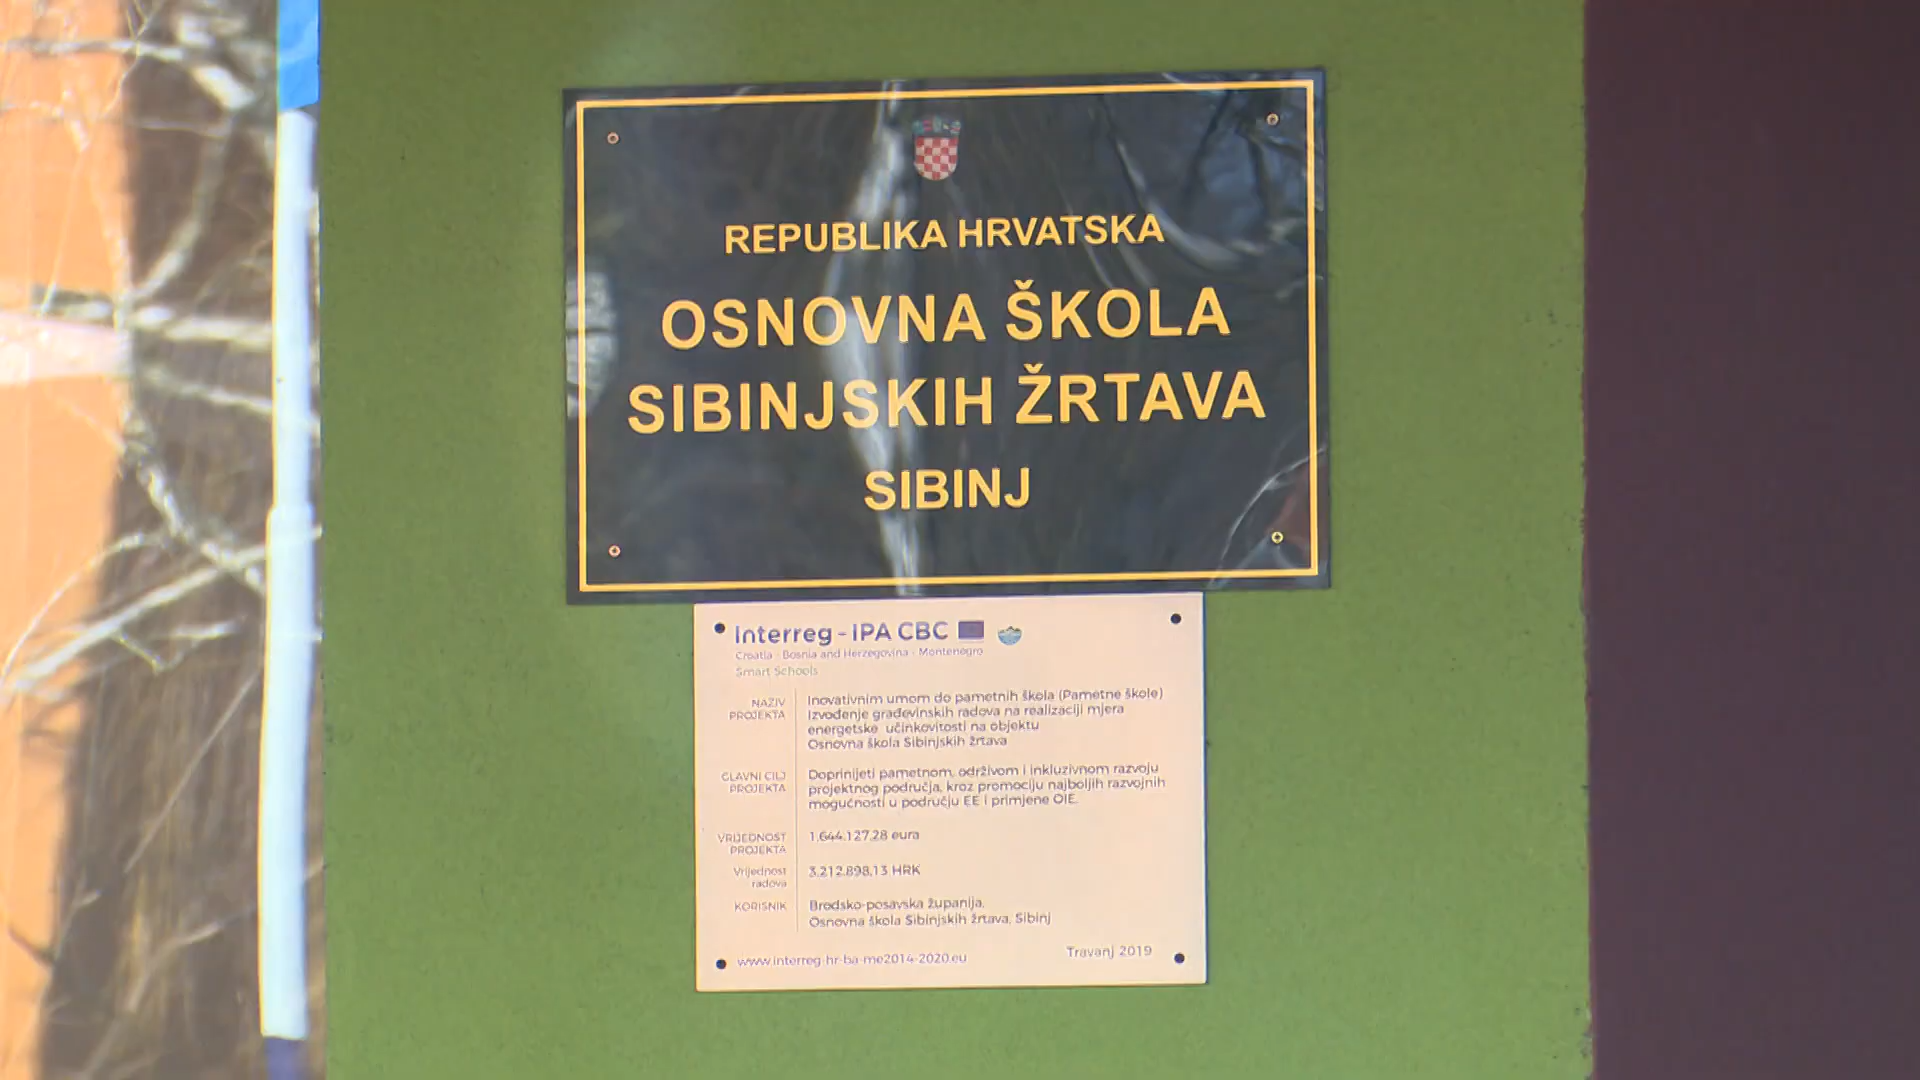 REPUBLIKA HRVATSKA
OSNOVNA ŠKOLA
SIBINJSKIH ŽRTAVA
SIBINJ
Interreg - IPA CBC
Croatia - Bosnia and Herzegovina - Montenegro
Smart Schools
NAZIV PROJEKTA
Inovativnim umom do pametnih škola (Pametne škole)
Izvođenje građevinskih radova na realizaciji mjera
energetske učinkovitosti na objektu
Osnovna škola Sibinjskih žrtava
GLAVNI CILJ PROJEKTA
Doprinijeti pametnom, održivom i inkluzivnom razvoju
projektnog područja, kroz promociju najboljih razvojnih
mogućnosti u području EE i primjene OIE.
VRIJEDNOST PROJEKTA
1.644.127,28 eura
Vrijednost radova
3.212.898,13 HRK
KORISNIK
Brodsko-posavska županija,
Osnovna škola Sibinjskih žrtava, Sibinj
www.interreg-hr-ba-me2014-2020.eu
Travanj 2019